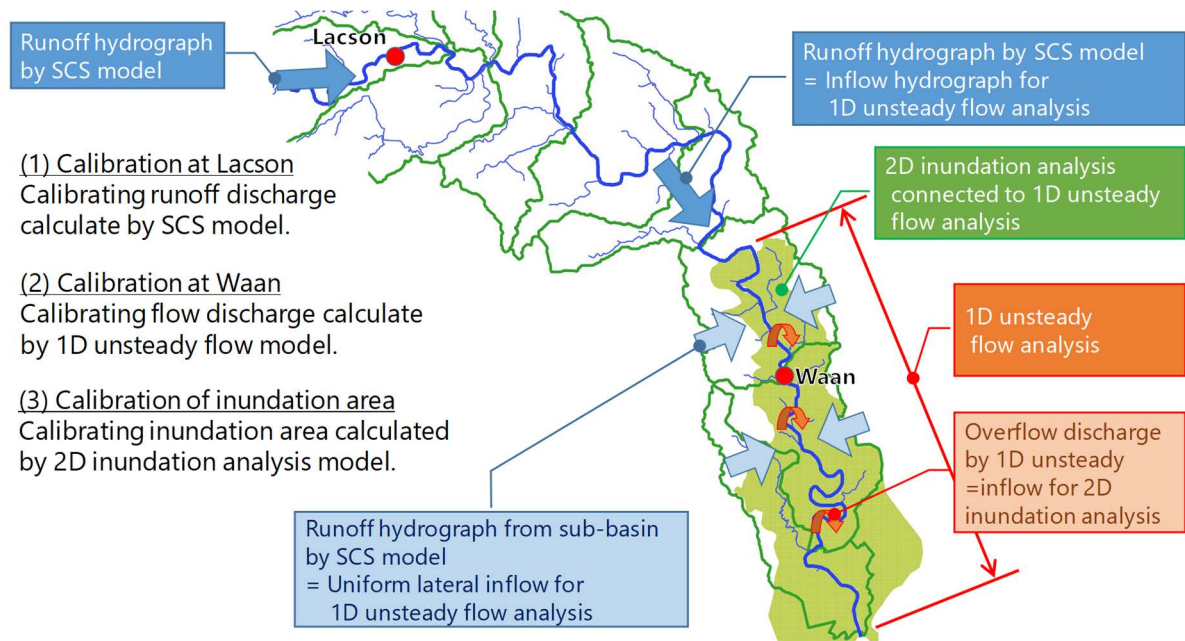 Runoff hydrograph
by SCS model
Lacson
Runoff hydrograph by SCS model
= Inflow hydrograph for
1D unsteady flow analysis
(1) Calibration at Lacson
Calibrating runoff discharge
calculate by SCS model.
2D inundation analysis
connected to 1D unsteady
flow analysis
(2) Calibration at Waan
Calibrating flow discharge calculate
by 1D unsteady flow model.
1D unsteady
flow analysis
Waan
(3) Calibration of inundation area
Calibrating inundation area calculated
by 2D inundation analysis model.
Overflow discharge
by 1D unsteady
=inflow for 2D
inundation analysis
Runoff hydrograph from sub-basin
by SCS model
= Uniform lateral inflow for
1D unsteady flow analysis